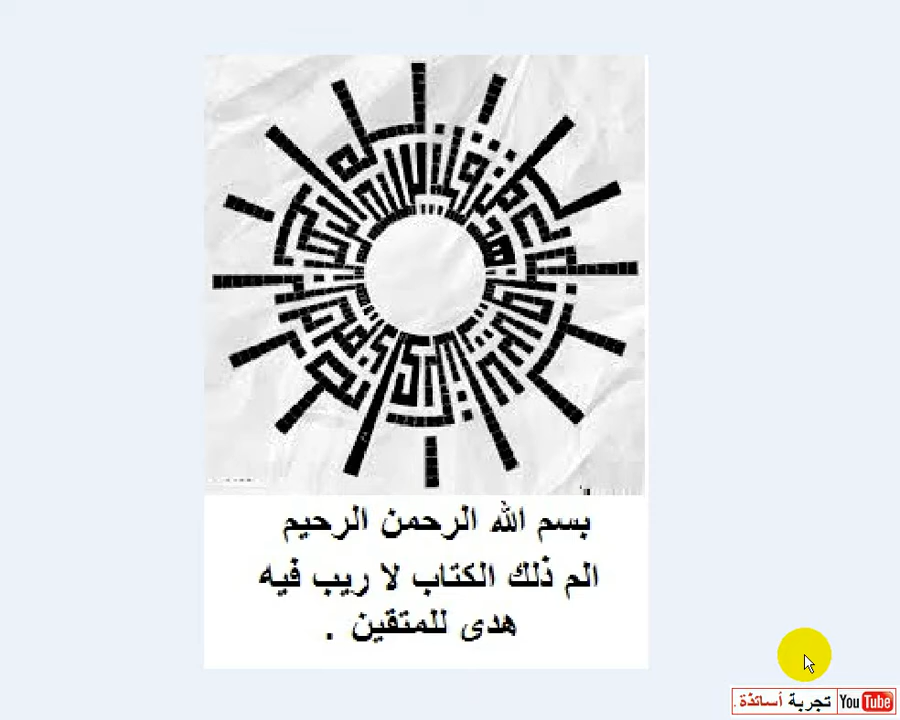 بسم الله الرحمن الرحيم
الم ذلك الكتاب لا ريب فيه
هدى للمتقين .
تجربة أساتذة .
YouTube